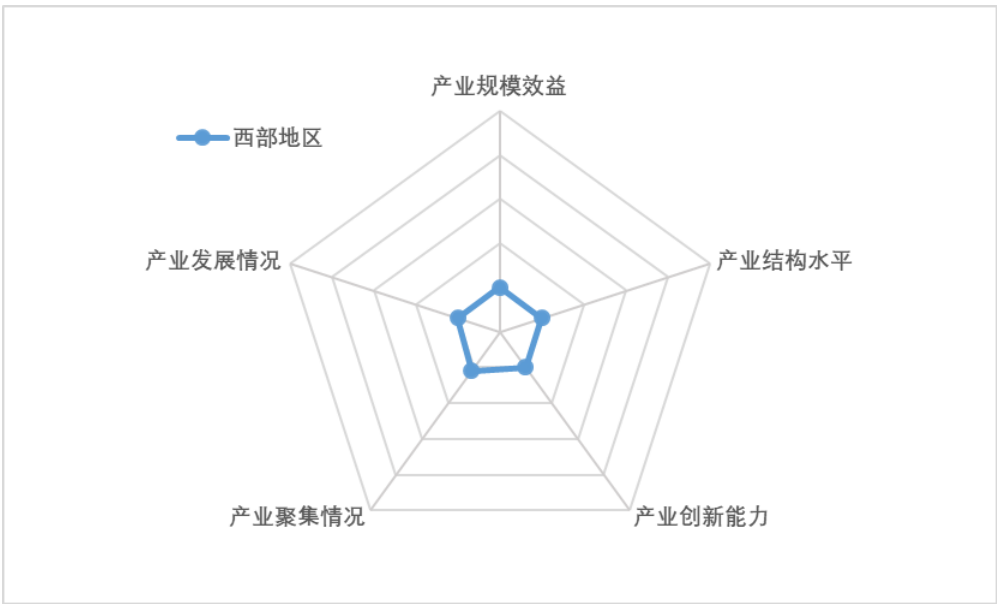 产业规模效益
西部地区
产业发展情况
产业结构水平
产业聚集情况
产业创新能力